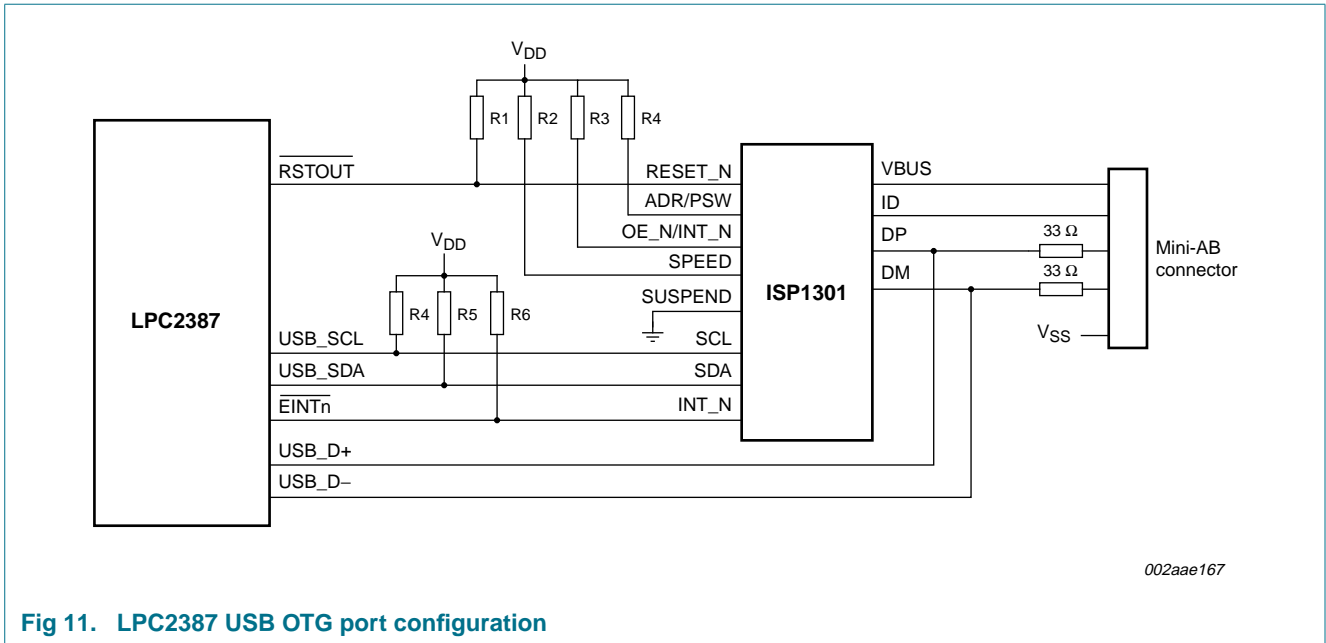 VDD
R1 R2 R3 R4
RSTOUT RESET_N VBUS
ADR/PSW ID
OE_N/INT_N DP 33 Ω
VDD SPEED DM 33 Ω Mini-AB
connector
SUSPEND ISP1301
LPC2387 R4 R5 R6
VSS
USB_SCL SCL
USB_SDA SDA
EINTn INT_N
USB_D+
USB_D–
002aae167
Fig 11. LPC2387 USB OTG port configuration